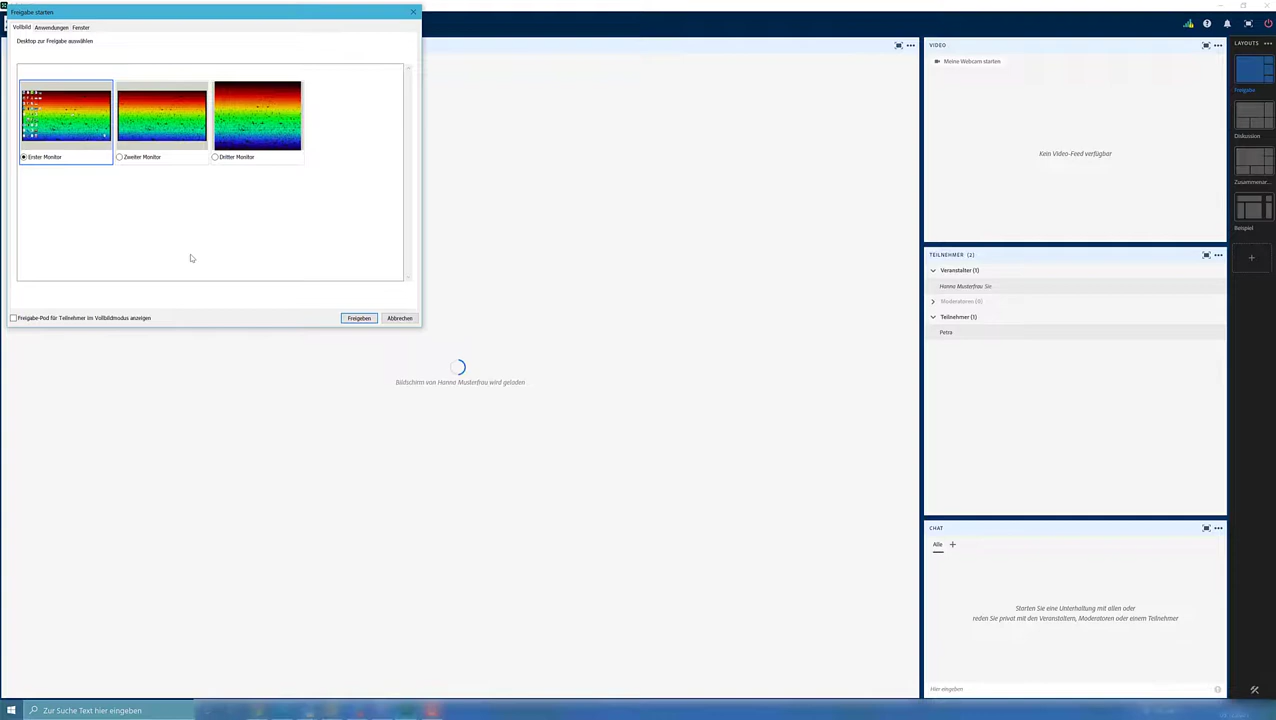 Freigabe starten
Vollbild Anwendungen Fenster
Desktop zur Freigabe auswählen
Erster Monitor Zweiter Monitor Dritter Monitor
Freigabe-Pod für Teilnehmer im Vollbildmodus anzeigen
Freigeben Abbrechen
Bildschirm von Hanna Musterfrau wird geladen
VIDEO
Meine Webcam starten
Kein Video-Feed verfügbar
TEILNEHMER (2)
Veranstalter (1)
Hanna Musterfrau Sie
Moderatoren (0)
Teilnehmer (1)
Petra
CHAT
Alle
Starten Sie eine Unterhaltung mit allen oder
reden Sie privat mit den Veranstaltern, Moderatoren oder einem Teilnehmer
Hier eingeben
LAYOUTS
Freigabe
Diskussion
Zusammenar...
Beispiel
Zur Suche Text hier eingeben